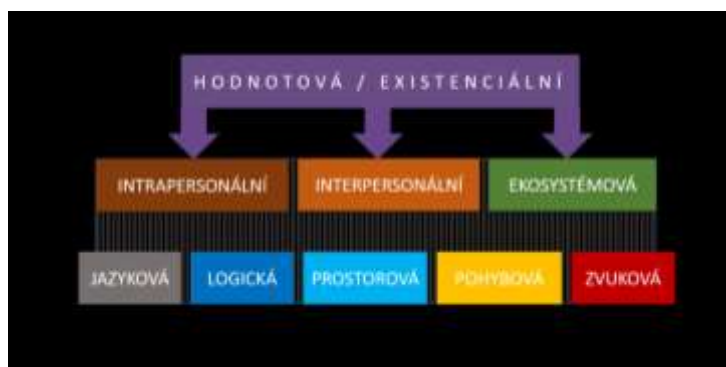 HODNOTOVÁ / EXISTENCIÁLNÍ
INTRAPERSONÁLNÍ INTERPERSONÁLNÍ EKOSYSTÉMOVÁ
JAZYKOVÁ LOGICKÁ PROSTOROVÁ POHYBOVÁ ZVUKOVÁ